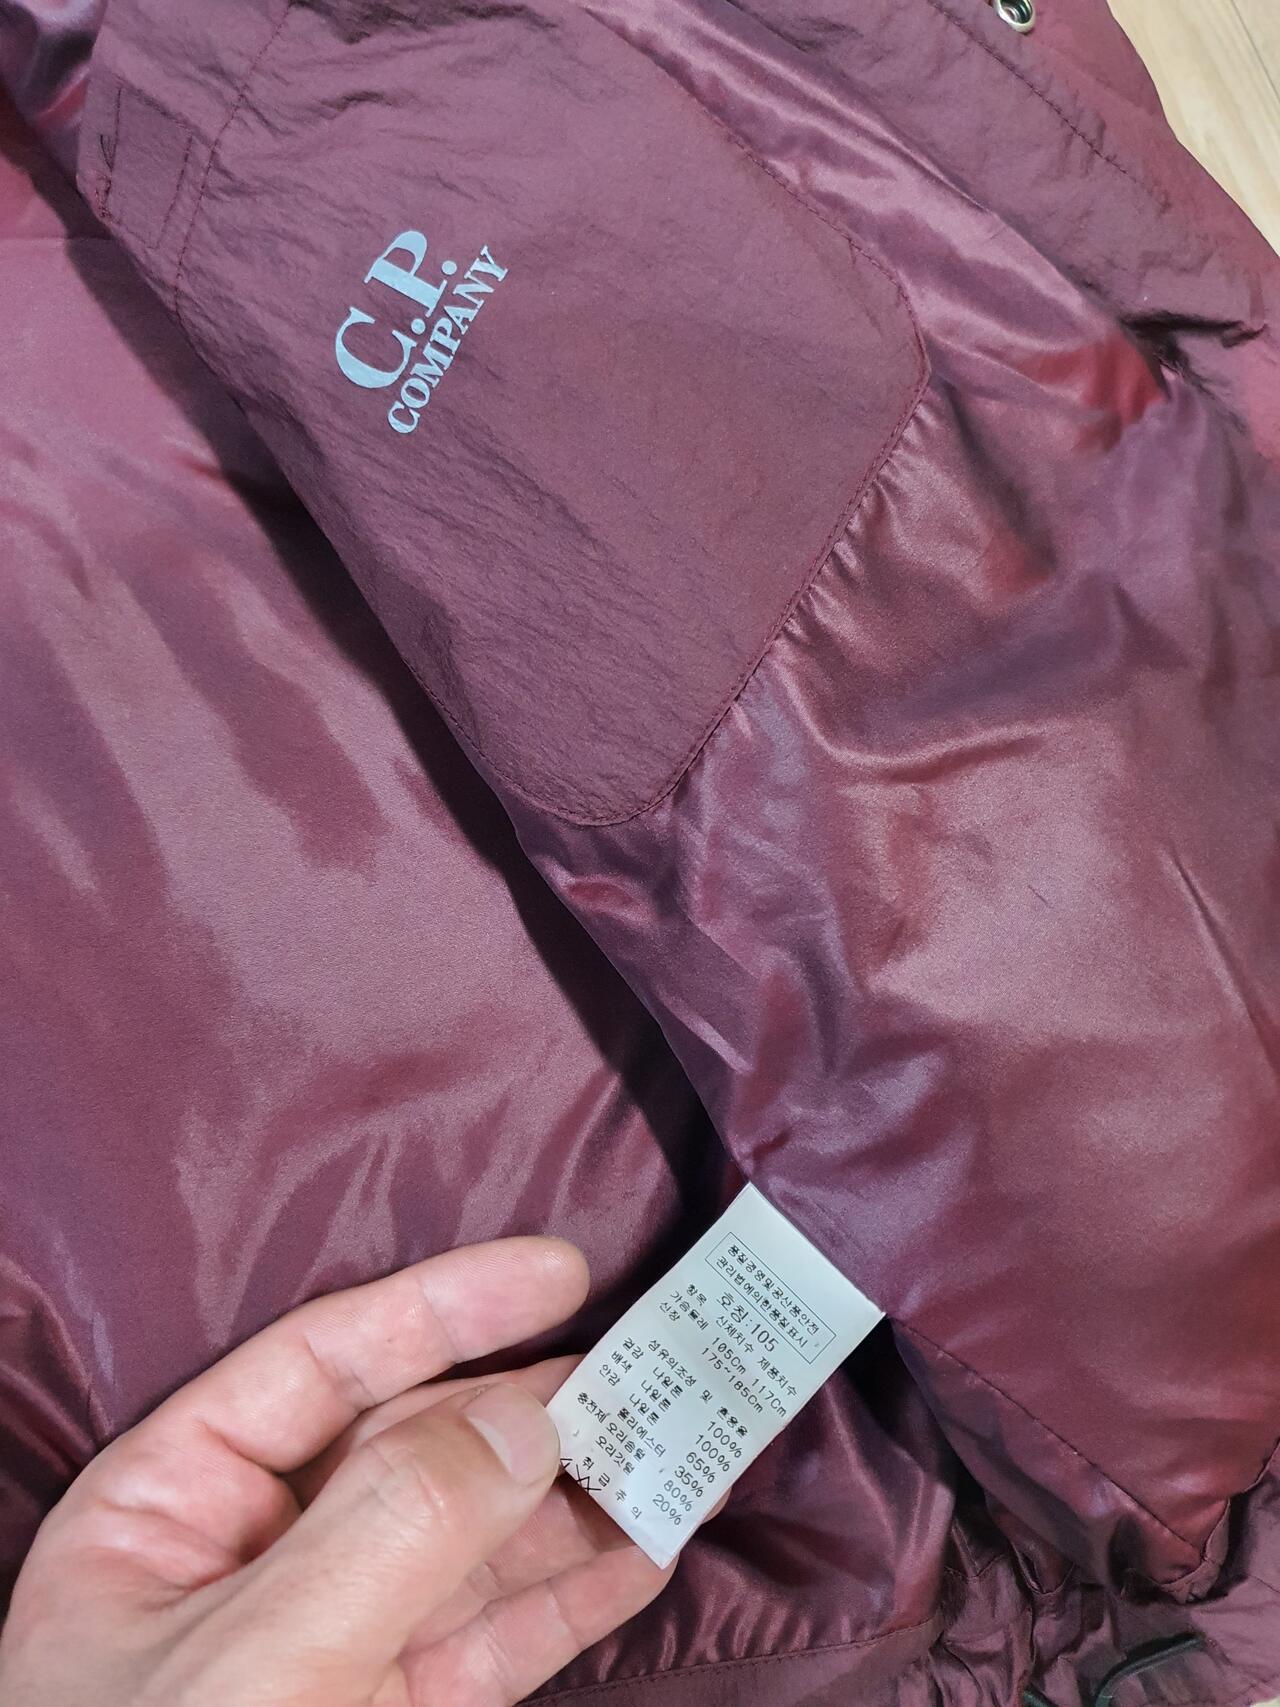 C.P.
COMPANY
품질경영및공산품안전
관리법에의한품질표시
호칭:105
항목 신체치수 제품치수
가슴둘레 105Cm 117Cm
신장 175~185Cm
섬유의조성 및 혼용율
겉감 나일론 100%
배색 나일론 100%
안감 나일론 65%
폴리에스터 35%
충전재 오리솜털 80%
오리깃털 20%
취 급 주 의